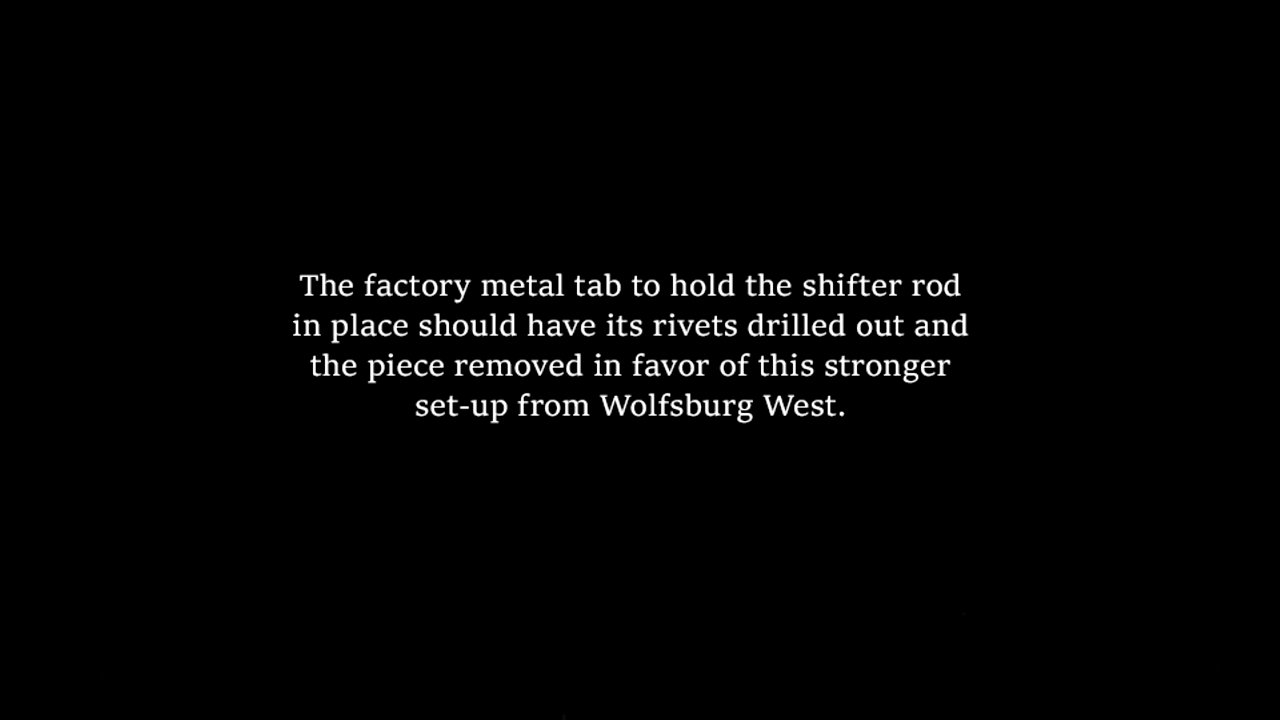 The factory metal tab to hold the shifter rod
in place should have its rivets drilled out and
the piece removed in favor of this stronger
set-up from Wolfsburg West.